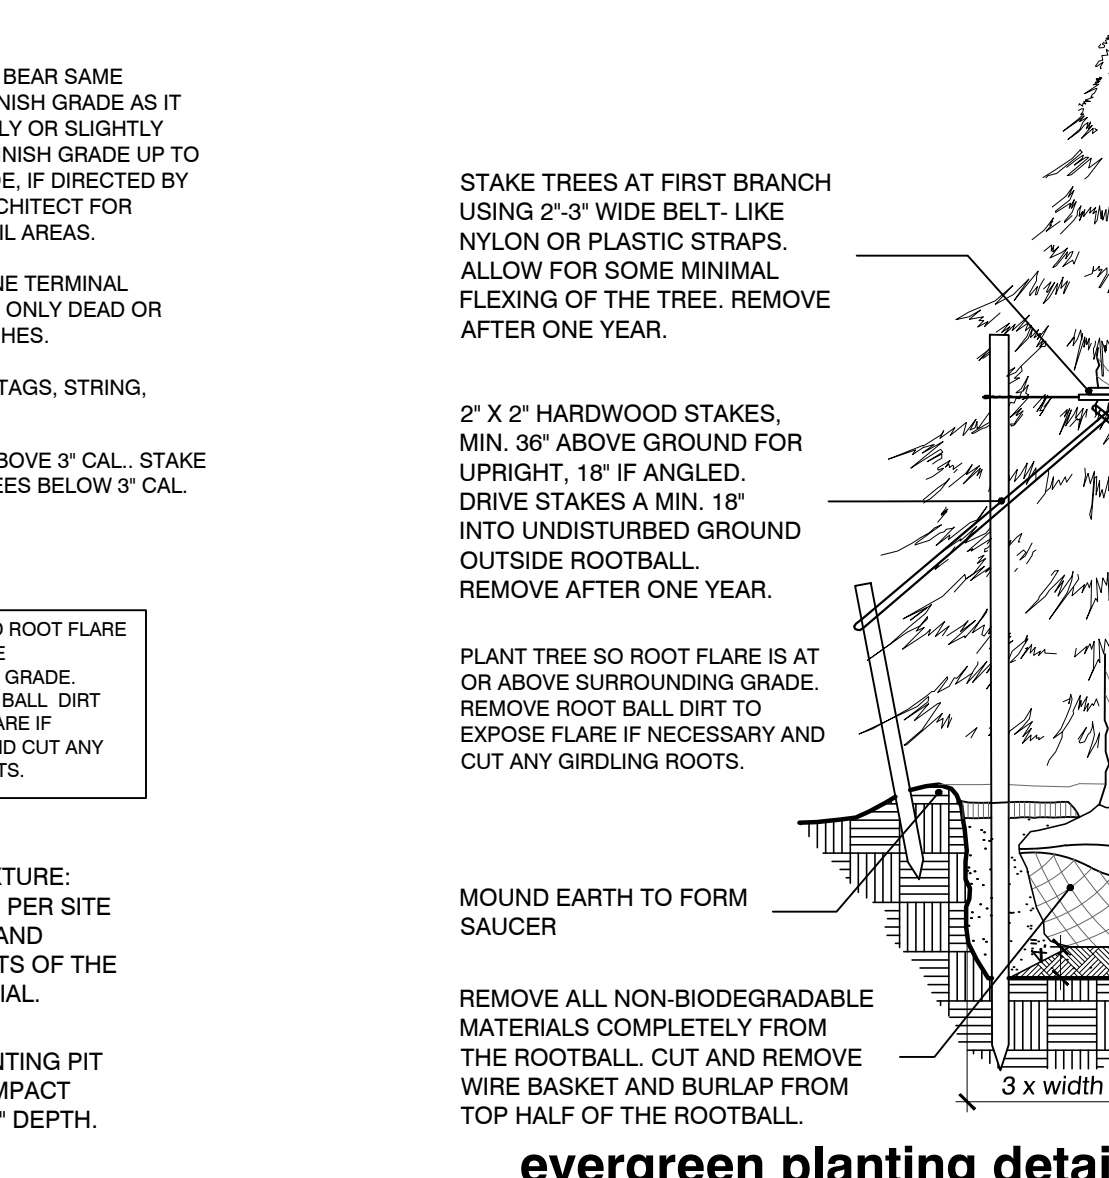 BEAR SAME
NISH GRADE AS IT
LY OR SLIGHTLY
INISH GRADE UP TO
DE, IF DIRECTED BY
CHITECT FOR
IL AREAS.
NE TERMINAL
ONLY DEAD OR
HES.
TAGS, STRING,
BOVE 3" CAL.. STAKE
EES BELOW 3" CAL.
O ROOT FLARE
E
GRADE.
BALL DIRT
ARE IF
ND CUT ANY
TS.
XTURE:
PER SITE
AND
TS OF THE
IAL.
NTING PIT
MPACT
" DEPTH.
STAKE TREES AT FIRST BRANCH
USING 2"-3" WIDE BELT- LIKE
NYLON OR PLASTIC STRAPS.
ALLOW FOR SOME MINIMAL
FLEXING OF THE TREE. REMOVE
AFTER ONE YEAR.
2" X 2" HARDWOOD STAKES,
MIN. 36" ABOVE GROUND FOR
UPRIGHT, 18" IF ANGLED.
DRIVE STAKES A MIN. 18"
INTO UNDISTURBED GROUND
OUTSIDE ROOTBALL.
REMOVE AFTER ONE YEAR.
PLANT TREE SO ROOT FLARE IS AT
OR ABOVE SURROUNDING GRADE.
REMOVE ROOT BALL DIRT TO
EXPOSE FLARE IF NECESSARY AND
CUT ANY GIRDLING ROOTS.
MOUND EARTH TO FORM
SAUCER
REMOVE ALL NON-BIODEGRADABLE
MATERIALS COMPLETELY FROM
THE ROOTBALL. CUT AND REMOVE
WIRE BASKET AND BURLAP FROM
TOP HALF OF THE ROOTBALL.
4"
3 x width
evergreen planting detai